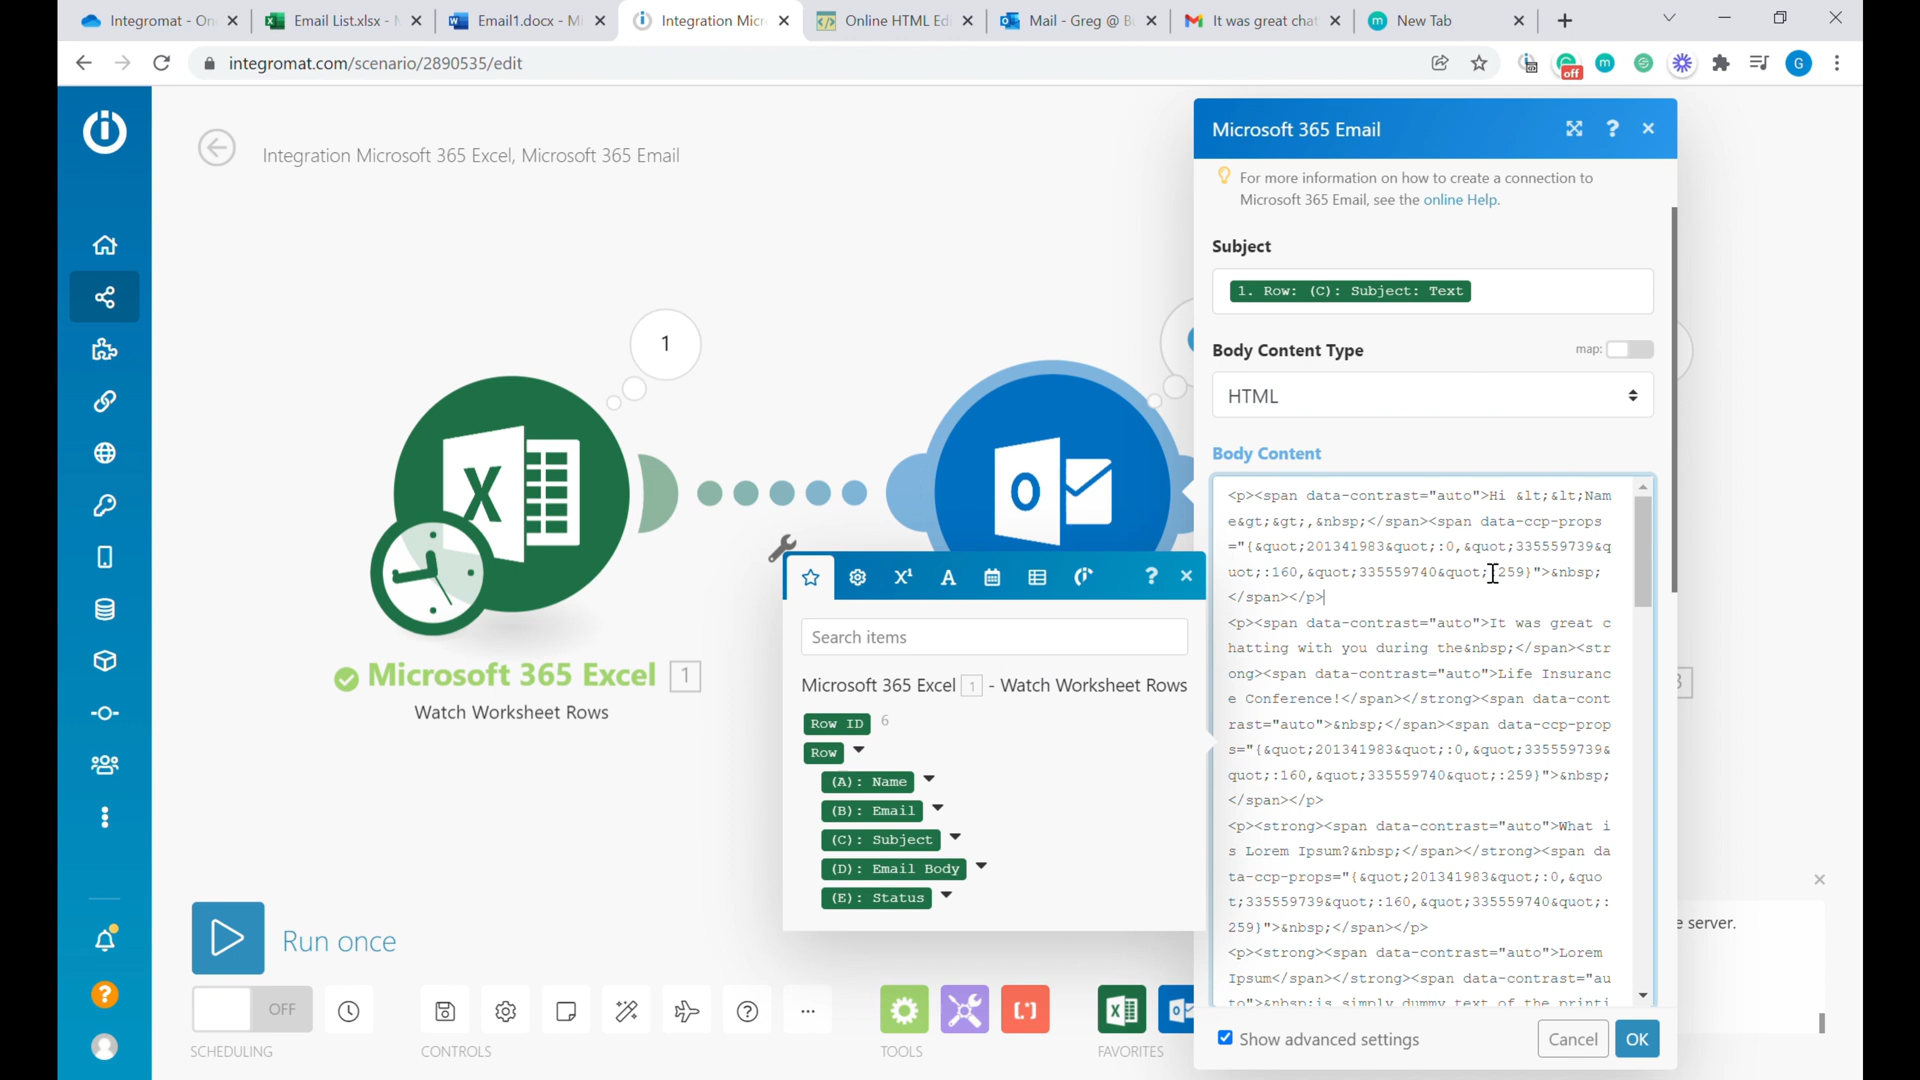 Integromat - On
Email List.xlsx - M
Email1.docx - Mi
Integration Micr
Online HTML Ed
Mail - Greg @ B
It was great chat
New Tab
integromat.com/scenario/2890535/edit
off
G
Integration Microsoft 365 Excel, Microsoft 365 Email
Microsoft 365 Email
For more information on how to create a connection to
Microsoft 365 Email, see the online Help.
Subject
1. Row: (C): Subject: Text
Body Content Type
map:
HTML
Body Content
<p><span data-contrast="auto">Hi &lt;&lt;Nam
e&gt;&gt;,&nbsp;</span><span data-ccp-props
="{&quot;201341983&quot;:0,&quot;335559739&q
uot;:160,&quot;335559740&quot;:259}">&nbsp;
</span></p>
<p><span data-contrast="auto">It was great c
hatting with you during the&nbsp;</span><str
ong><span data-contrast="auto">Life Insuranc
e Conference!</span></strong><span data-cont
rast="auto">&nbsp;</span><span data-ccp-prop
s="{&quot;201341983&quot;:0,&quot;335559739&
quot;:160,&quot;335559740&quot;:259}">&nbsp;
</span></p>
<p><strong><span data-contrast="auto">What i
s Lorem Ipsum?&nbsp;</span></strong><span da
ta-ccp-props="{&quot;201341983&quot;:0,&quo
t;335559739&quot;:160,&quot;335559740&quot;:
259}">&nbsp;</span></p>
<p><strong><span data-contrast="auto">Lorem
Ipsum</span></strong><span data-contrast="au
to">&nbsp;is simply dummy text of the printi
1
Microsoft 365 Excel 1
Watch Worksheet Rows
Search items
Microsoft 365 Excel 1 - Watch Worksheet Rows
Row ID 6
Row
(A): Name
(B): Email
(C): Subject
(D): Email Body
(E): Status
e server.
Run once
OFF
SCHEDULING
CONTROLS
TOOLS
FAVORITES
Show advanced settings
Cancel
OK